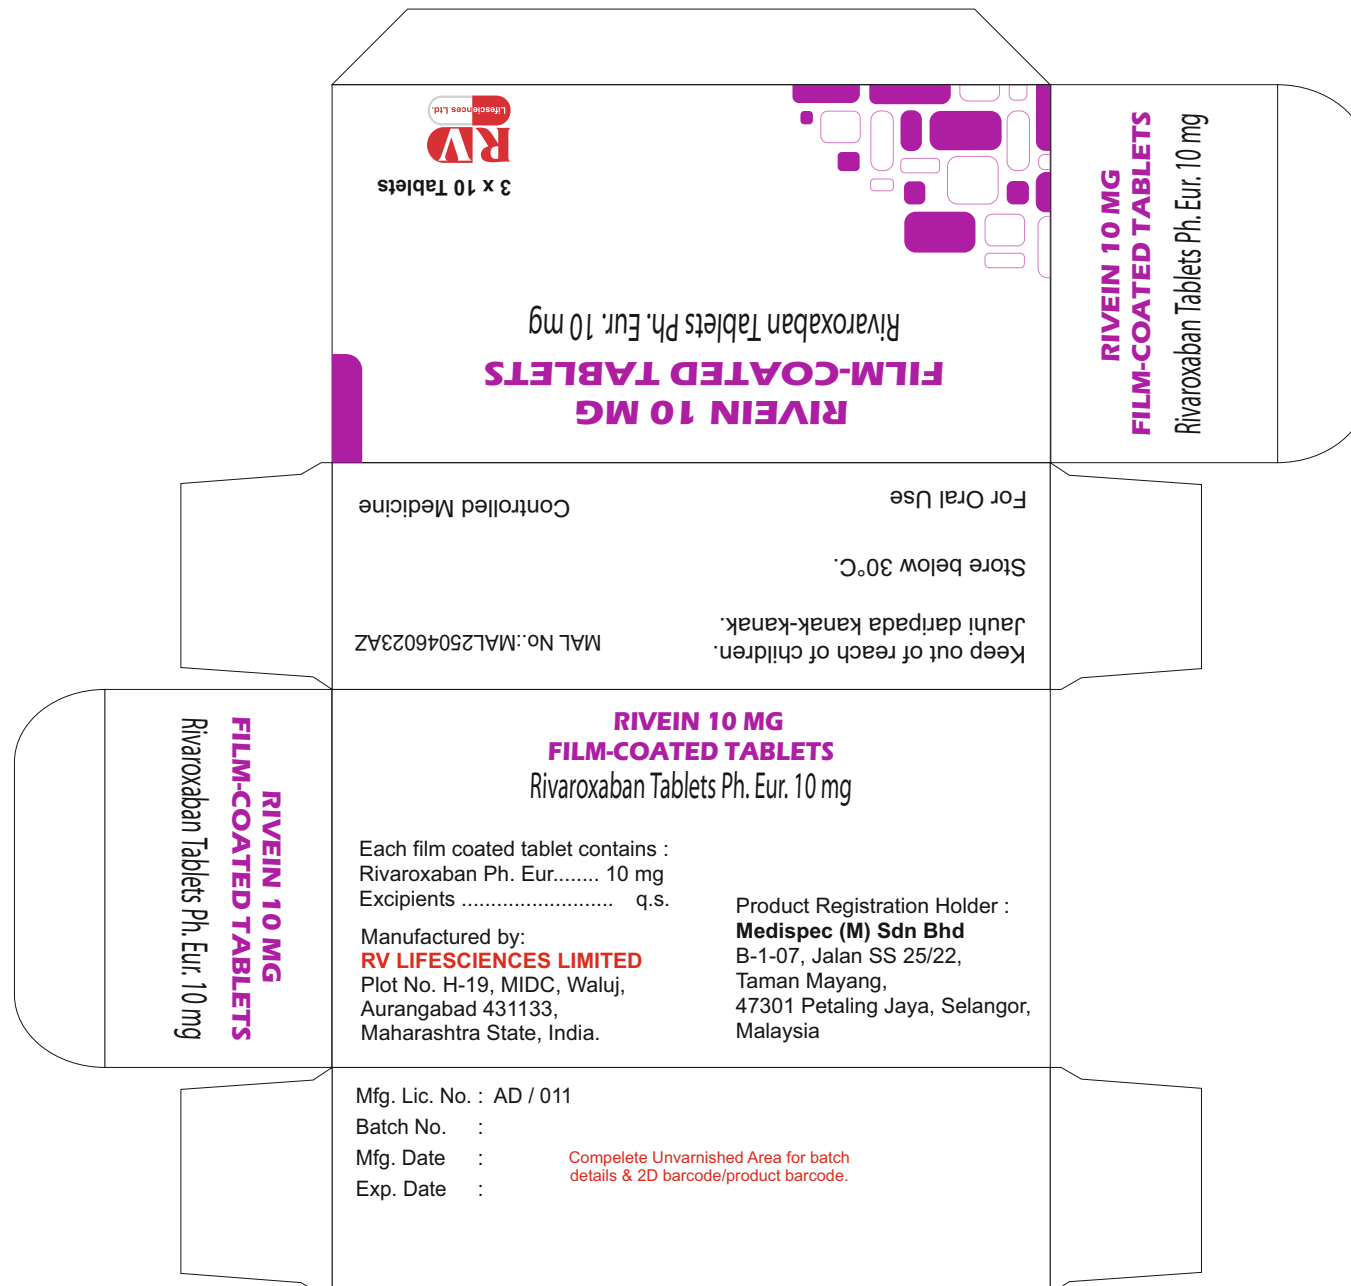 RIVEIN 10 MG
FILM-COATED TABLETS
Rivaroxaban Tablets Ph. Eur. 10 mg
3 x 10 Tablets
RV
Lifesciences Ltd.
RIVEIN 10 MG
FILM-COATED TABLETS
Rivaroxaban Tablets Ph. Eur. 10 mg
Keep out of reach of children.
Jauhi daripada kanak-kanak.
MAL No.:MAL25046023AZ
Store below 30°C.
For Oral Use
Controlled Medicine
RIVEIN 10 MG
FILM-COATED TABLETS
Rivaroxaban Tablets Ph. Eur. 10 mg
RIVEIN 10 MG
FILM-COATED TABLETS
Rivaroxaban Tablets Ph. Eur. 10 mg
Each film coated tablet contains :
Rivaroxaban Ph. Eur........ 10 mg
Excipients .......................... q.s.
Manufactured by:
RV LIFESCIENCES LIMITED
Plot No. H-19, MIDC, Waluj,
Aurangabad 431133,
Maharashtra State, India.
Product Registration Holder :
Medispec (M) Sdn Bhd
B-1-07, Jalan SS 25/22,
Taman Mayang,
47301 Petaling Jaya, Selangor,
Malaysia
Mfg. Lic. No. : AD / 011
Batch No. :
Mfg. Date :
Exp. Date :
Compelete Unvarnished Area for batch
details & 2D barcode/product barcode.